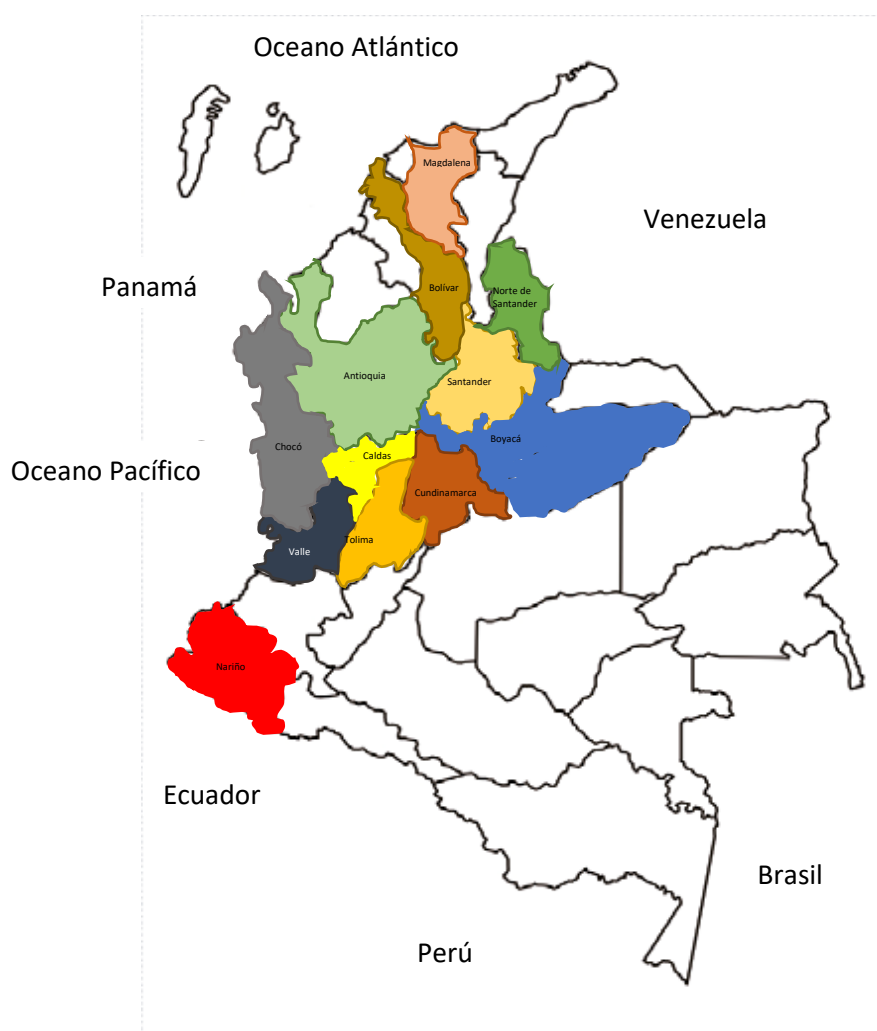 Oceano Atlántico
Magdalena
Venezuela
Panamá
Bolívar
Norte de
Santander
Antioquia
Santander
Chocó
Boyacá
Caldas
Oceano Pacífico
Cundinamarca
Tolima
Valle
Nariño
Ecuador
Brasil
Perú